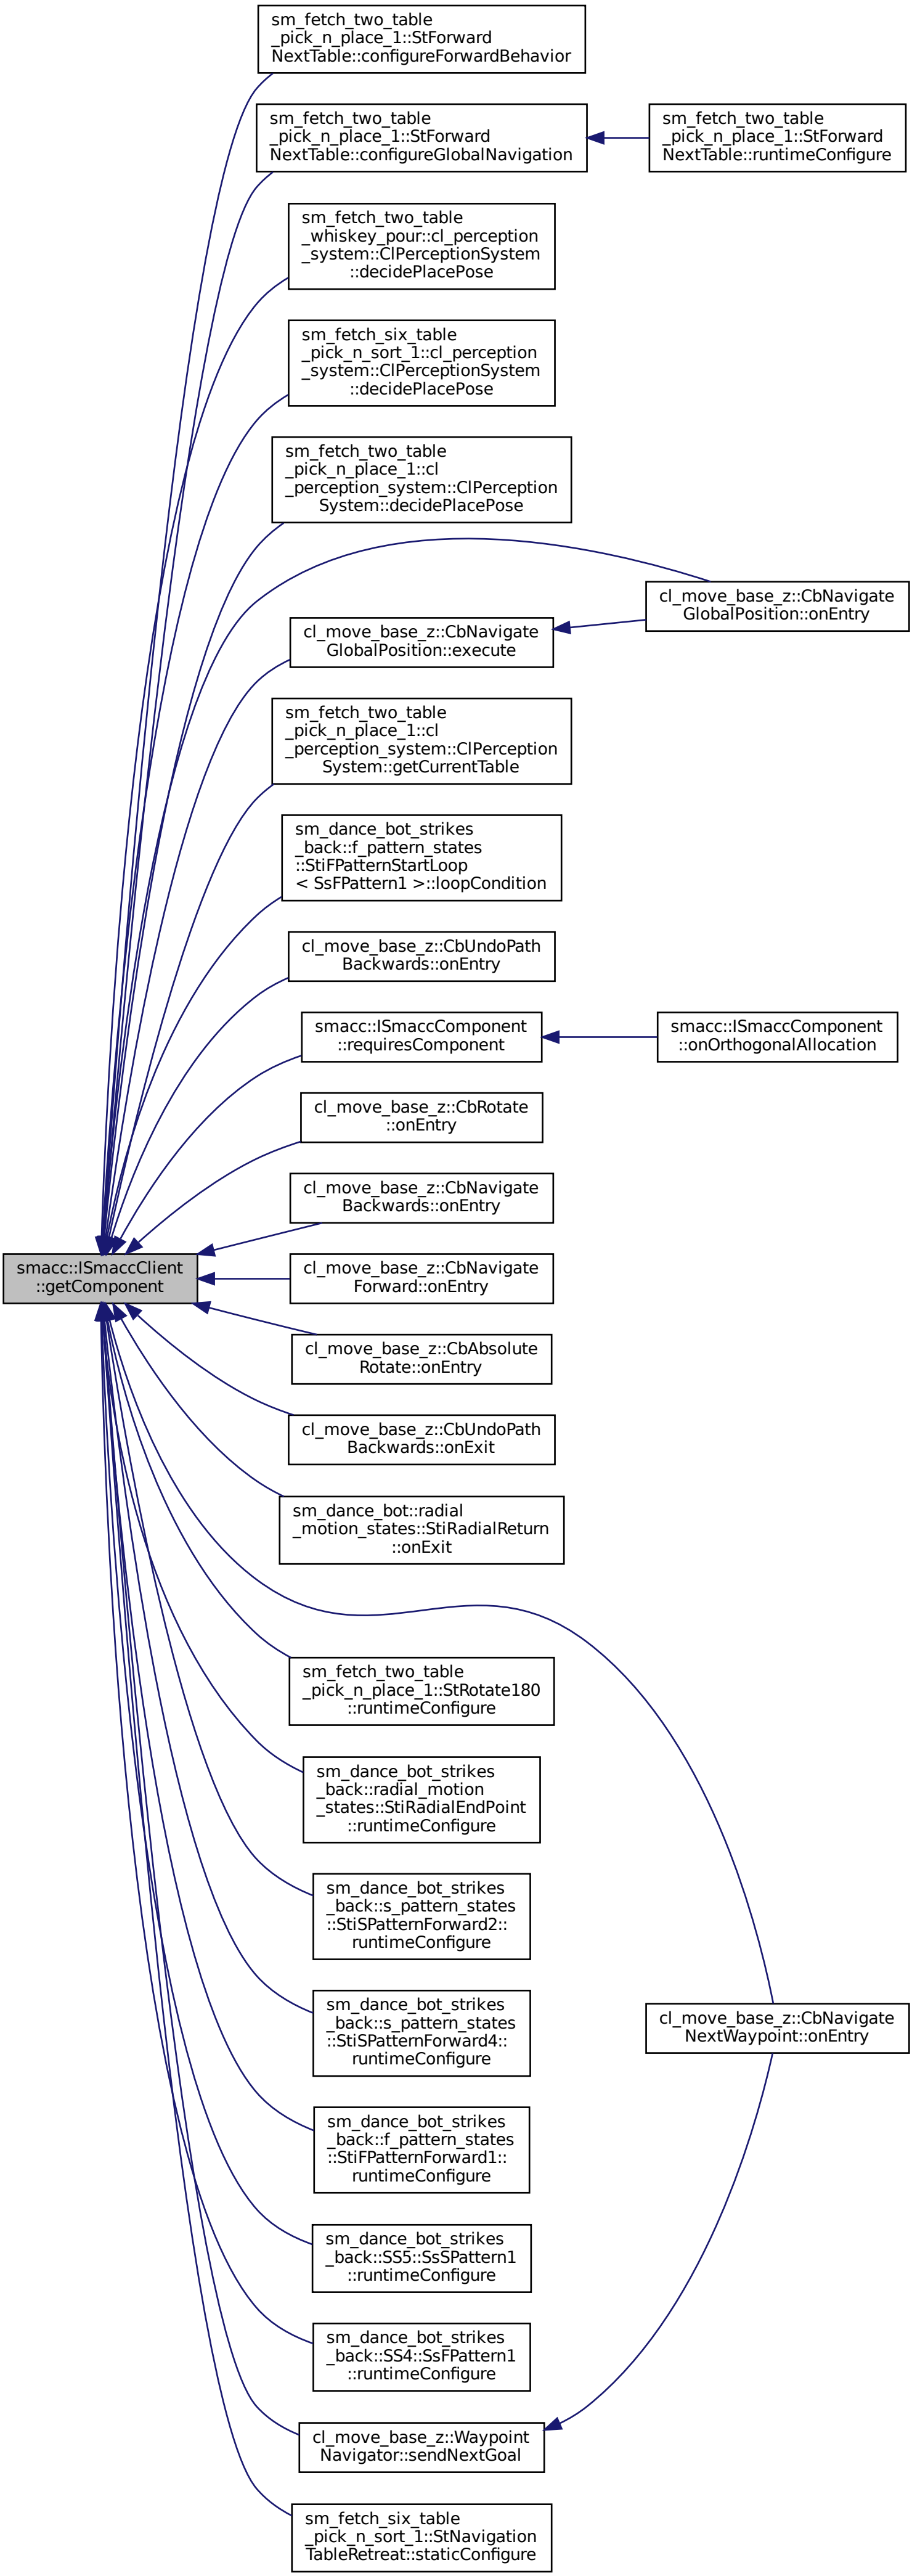 sm_fetch_two_table
_pick_n_place_1::StForward
NextTable::configureForwardBehavior
sm_fetch_two_table
_pick_n_place_1::StForward
NextTable::configureGlobalNavigation
sm_fetch_two_table
_pick_n_place_1::StForward
NextTable::runtimeConfigure
sm_fetch_two_table
_whiskey_pour::cl_perception
_system::ClPerceptionSystem
::decidePlacePose
sm_fetch_six_table
_pick_n_sort_1::cl_perception
_system::ClPerceptionSystem
::decidePlacePose
sm_fetch_two_table
_pick_n_place_1::cl
_perception_system::ClPerception
System::decidePlacePose
cl_move_base_z::CbNavigate
GlobalPosition::onEntry
cl_move_base_z::CbNavigate
GlobalPosition::execute
sm_fetch_two_table
_pick_n_place_1::cl
_perception_system::ClPerception
System::getCurrentTable
sm_dance_bot_strikes
_back::f_pattern_states
::StiFPatternStartLoop
< SsFPattern1 >::loopCondition
cl_move_base_z::CbUndoPath
Backwards::onEntry
smacc::ISmaccComponent
::requiresComponent
smacc::ISmaccComponent
::onOrthogonalAllocation
cl_move_base_z::CbRotate
::onEntry
cl_move_base_z::CbNavigate
Backwards::onEntry
smacc::ISmaccClient
::getComponent
cl_move_base_z::CbNavigate
Forward::onEntry
cl_move_base_z::CbAbsolute
Rotate::onEntry
cl_move_base_z::CbUndoPath
Backwards::onExit
sm_dance_bot::radial
_motion_states::StiRadialReturn
::onExit
sm_fetch_two_table
_pick_n_place_1::StRotate180
::runtimeConfigure
sm_dance_bot_strikes
_back::radial_motion
_states::StiRadialEndPoint
::runtimeConfigure
sm_dance_bot_strikes
_back::s_pattern_states
::StiSPatternForward2::
runtimeConfigure
sm_dance_bot_strikes
_back::s_pattern_states
::StiSPatternForward4::
runtimeConfigure
cl_move_base_z::CbNavigate
NextWaypoint::onEntry
sm_dance_bot_strikes
_back::f_pattern_states
::StiFPatternForward1::
runtimeConfigure
sm_dance_bot_strikes
_back::SS5::SsSPattern1
::runtimeConfigure
sm_dance_bot_strikes
_back::SS4::SsFPattern1
::runtimeConfigure
cl_move_base_z::Waypoint
Navigator::sendNextGoal
sm_fetch_six_table
_pick_n_sort_1::StNavigation
TableRetreat::staticConfigure